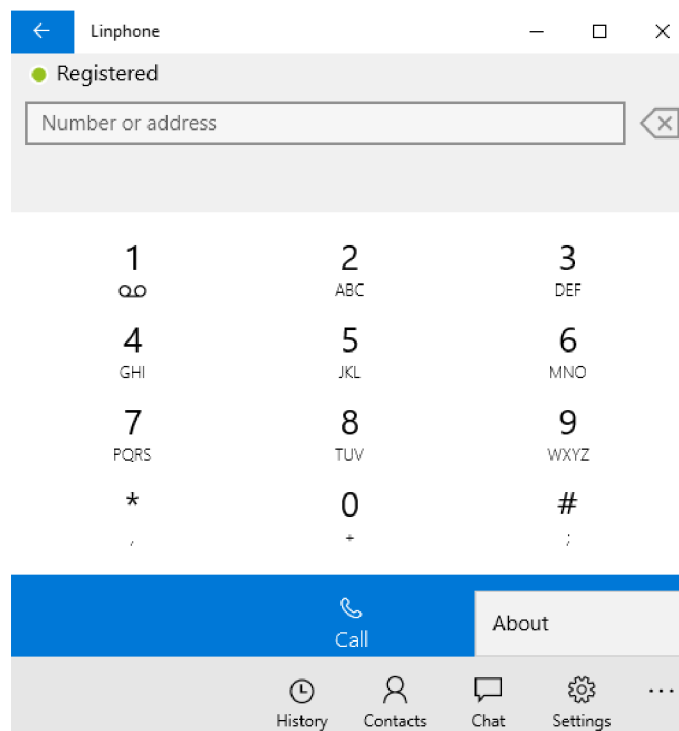 Linphone
Registered
Number or address
1 2 3
ABC DEF
4 5 6
GHI JKL MNO
7 8 9
PQRS TUV WXYZ
* 0 #
, + ;
Call
About
History Contacts Chat Settings ...